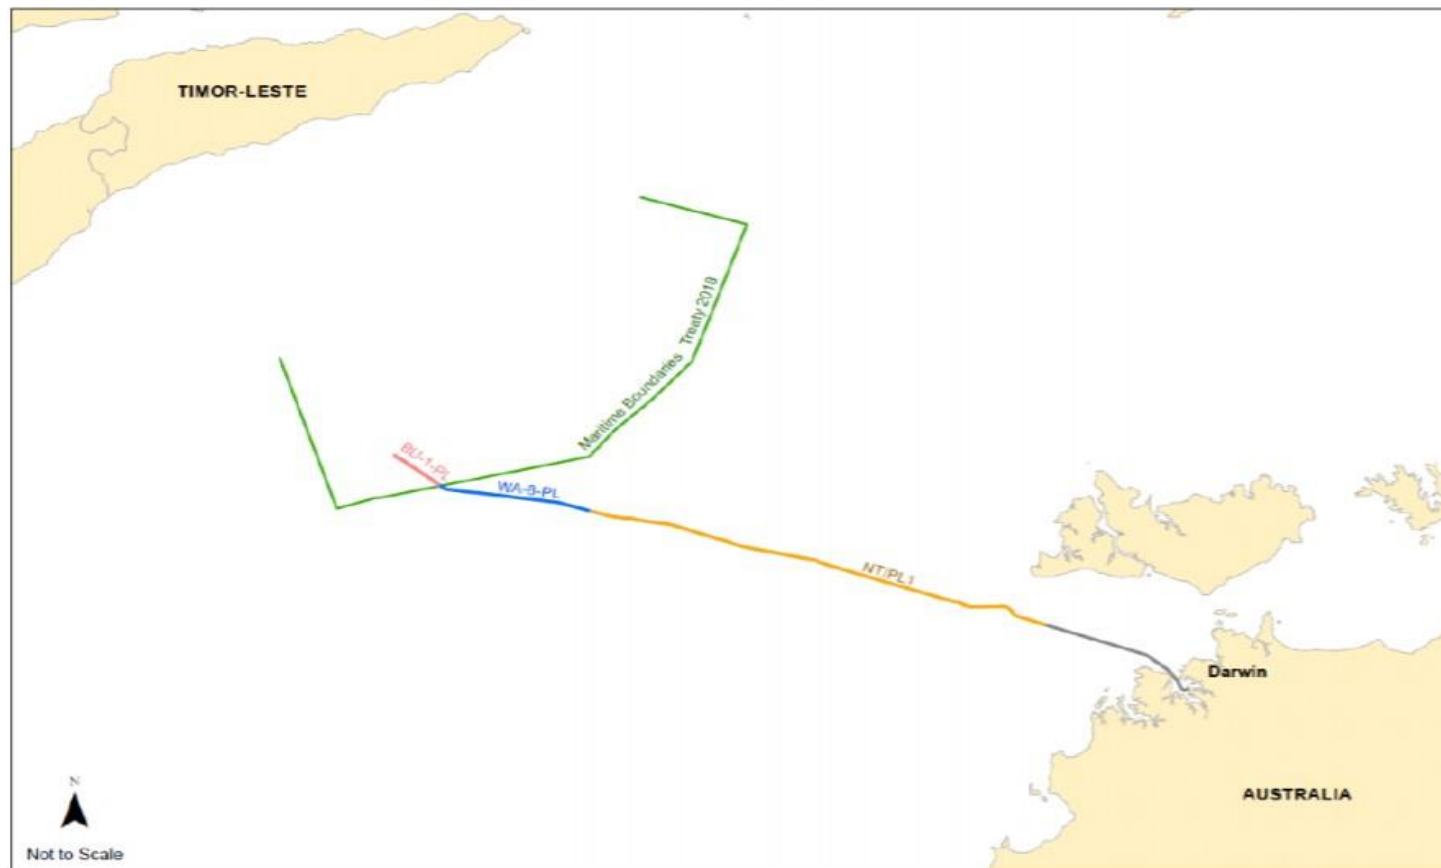 TIMOR-LESTE
Maritime Boundaries Treaty 2018
BU-1-PL
WA-8-PL
NT/PL1
Darwin
AUSTRALIA
N
Not to Scale